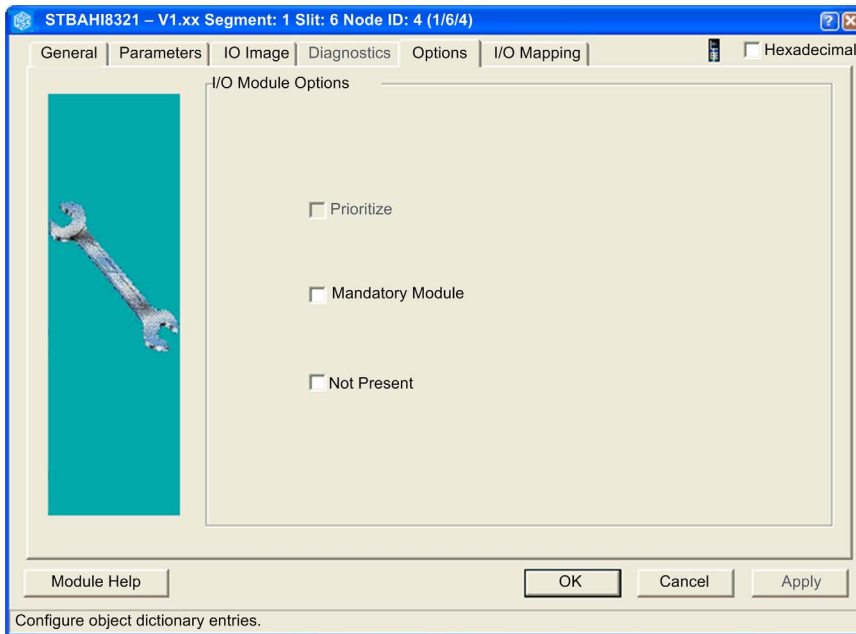 STBAHI8321 – V1.xx Segment: 1 Slit: 6 Node ID: 4 (1/6/4)
General Parameters IO Image Diagnostics Options I/O Mapping Hexadecimal
I/O Module Options
Prioritize
Mandatory Module
Not Present
Module Help OK Cancel Apply
Configure object dictionary entries.